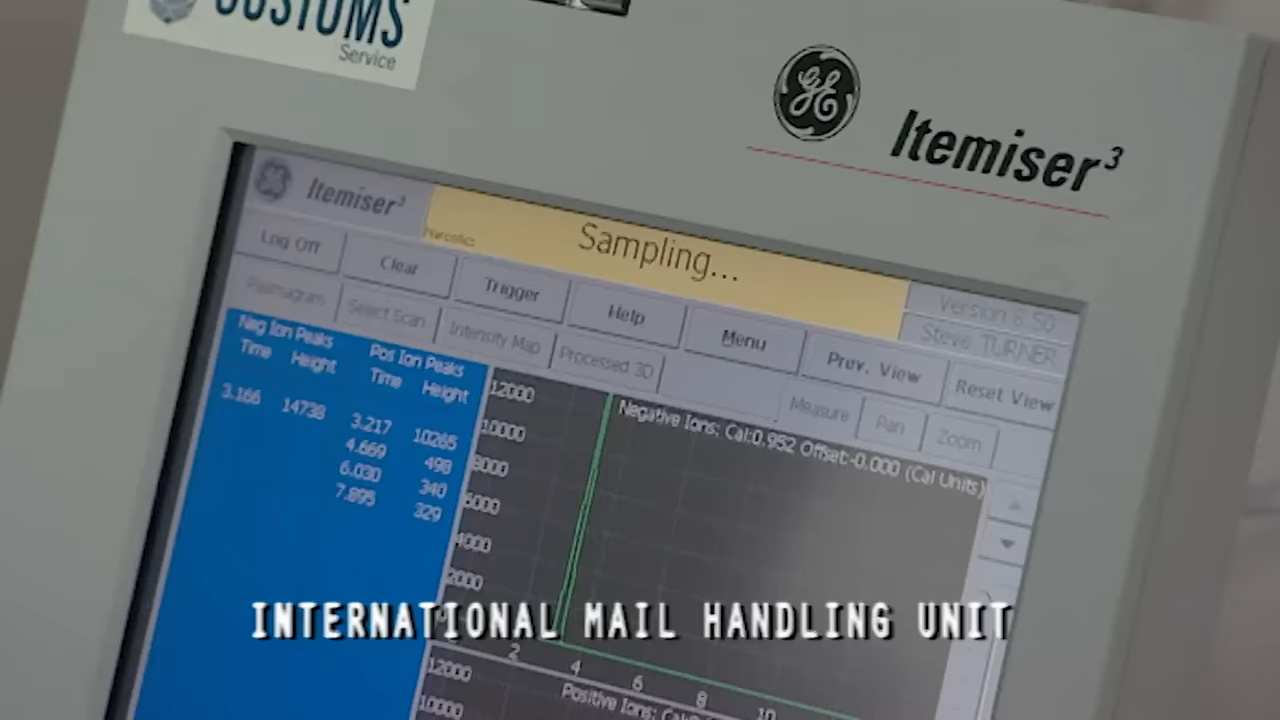 CUSTOMS
Service
GE
Itemiser³
Itemiser³
Narcotics
Sampling...
Version 8.50
Steve TURNER
Log Off
Clear
Trigger
Help
Menu
Prev. View
Reset View
Plasmagram
Select Scan
Intensity Map
Processed 3D
Measure
Pan
Zoom
Neg Ion Peaks
Pos Ion Peaks
Time Height
Time Height
3.166 14738
3.217 10265
4.669 498
6.030 340
7.895 329
Negative Ions: Cal:0.952 Offset:-0.000 (Cal Units)
12000
10000
8000
6000
4000
2000
2 4 6 8 10
INTERNATIONAL MAIL HANDLING UNIT
12000
10000
Positive Ions: